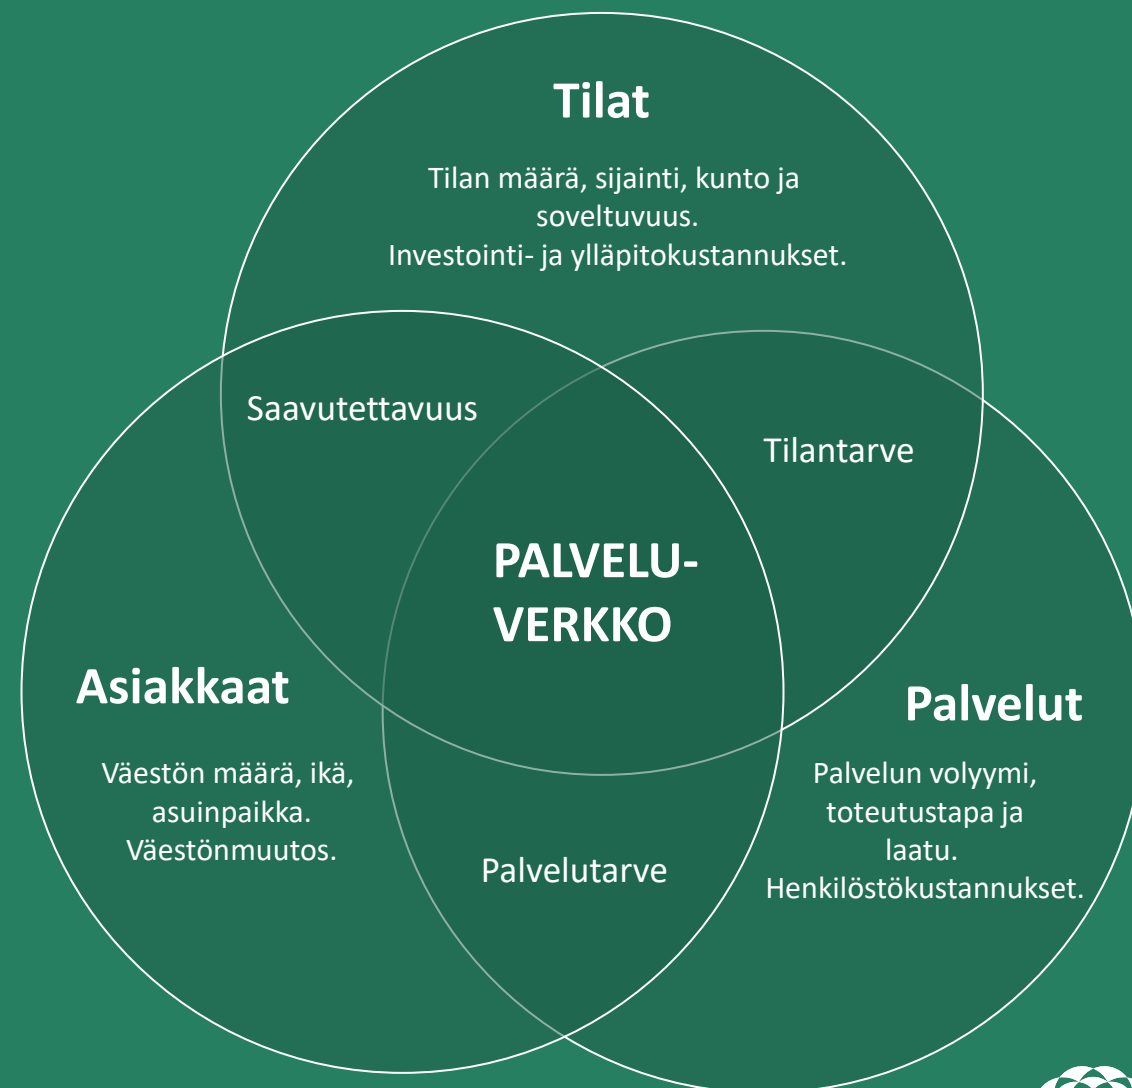 Tilat
Tilan määrä, sijainti, kunto ja
soveltuvuus.
Investointi- ja ylläpitokustannukset.
Saavutettavuus
Tilantarve
PALVELU-
VERKKO
Asiakkaat
Väestön määrä, ikä,
asuinpaikka.
Väestönmuutos.
Palvelut
Palvelun volyymi,
toteutustapa ja
laatu.
Henkilöstökustannukset.
Palvelutarve